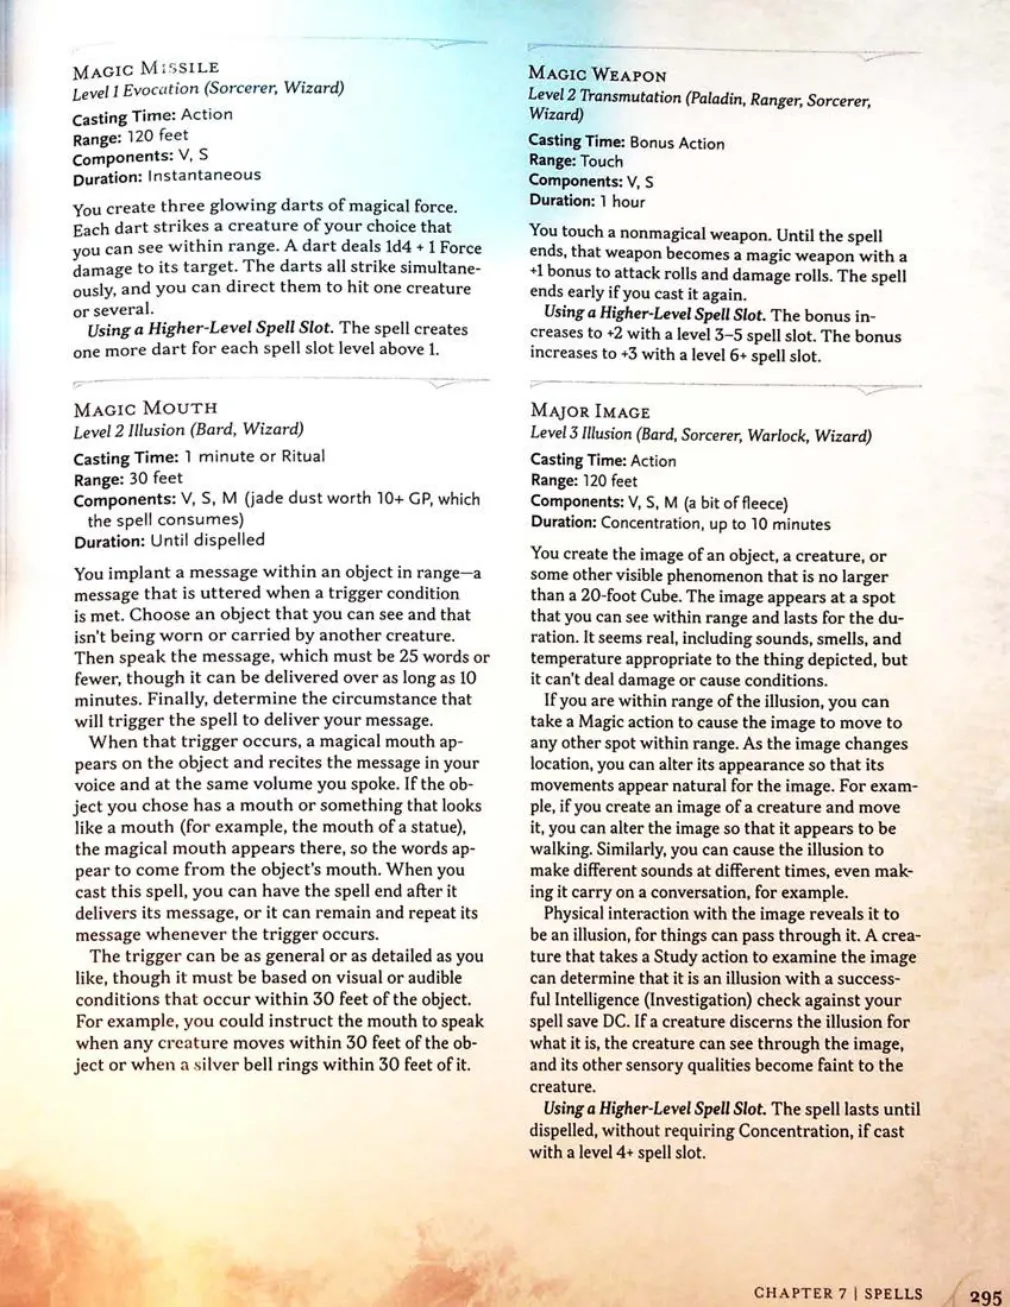 MAGIC MISSILE
Level 1 Evocation (Sorcerer, Wizard)
Casting Time: Action
Range: 120 feet
Components: V, S
Duration: Instantaneous
You create three glowing darts of magical force.
Each dart strikes a creature of your choice that
you can see within range. A dart deals 1d4 + 1 Force
damage to its target. The darts all strike simultane-
ously, and you can direct them to hit one creature
or several.
Using a Higher-Level Spell Slot. The spell creates
one more dart for each spell slot level above 1.
MAGIC MOUTH
Level 2 Illusion (Bard, Wizard)
Casting Time: 1 minute or Ritual
Range: 30 feet
Components: V, S, M (jade dust worth 10+ GP, which
the spell consumes)
Duration: Until dispelled
You implant a message within an object in range—a
message that is uttered when a trigger condition
is met. Choose an object that you can see and that
isn't being worn or carried by another creature.
Then speak the message, which must be 25 words or
fewer, though it can be delivered over as long as 10
minutes. Finally, determine the circumstance that
will trigger the spell to deliver your message.
When that trigger occurs, a magical mouth ap-
pears on the object and recites the message in your
voice and at the same volume you spoke. If the ob-
ject you chose has a mouth or something that looks
like a mouth (for example, the mouth of a statue),
the magical mouth appears there, so the words ap-
pear to come from the object's mouth. When you
cast this spell, you can have the spell end after it
delivers its message, or it can remain and repeat its
message whenever the trigger occurs.
The trigger can be as general or as detailed as you
like, though it must be based on visual or audible
conditions that occur within 30 feet of the object.
For example, you could instruct the mouth to speak
when any creature moves within 30 feet of the ob-
ject or when a silver bell rings within 30 feet of it.
MAGIC WEAPON
Level 2 Transmutation (Paladin, Ranger, Sorcerer,
Wizard)
Casting Time: Bonus Action
Range: Touch
Components: V, S
Duration: 1 hour
You touch a nonmagical weapon. Until the spell
ends, that weapon becomes a magic weapon with a
+1 bonus to attack rolls and damage rolls. The spell
ends early if you cast it again.
Using a Higher-Level Spell Slot. The bonus in-
creases to +2 with a level 3–5 spell slot. The bonus
increases to +3 with a level 6+ spell slot.
MAJOR IMAGE
Level 3 Illusion (Bard, Sorcerer, Warlock, Wizard)
Casting Time: Action
Range: 120 feet
Components: V, S, M (a bit of fleece)
Duration: Concentration, up to 10 minutes
You create the image of an object, a creature, or
some other visible phenomenon that is no larger
than a 20-foot Cube. The image appears at a spot
that you can see within range and lasts for the du-
ration. It seems real, including sounds, smells, and
temperature appropriate to the thing depicted, but
it can't deal damage or cause conditions.
If you are within range of the illusion, you can
take a Magic action to cause the image to move to
any other spot within range. As the image changes
location, you can alter its appearance so that its
movements appear natural for the image. For exam-
ple, if you create an image of a creature and move
it, you can alter the image so that it appears to be
walking. Similarly, you can cause the illusion to
make different sounds at different times, even mak-
ing it carry on a conversation, for example.
Physical interaction with the image reveals it to
be an illusion, for things can pass through it. A crea-
ture that takes a Study action to examine the image
can determine that it is an illusion with a success-
ful Intelligence (Investigation) check against your
spell save DC. If a creature discerns the illusion for
what it is, the creature can see through the image,
and its other sensory qualities become faint to the
creature.
Using a Higher-Level Spell Slot. The spell lasts until
dispelled, without requiring Concentration, if cast
with a level 4+ spell slot.
CHAPTER 7 | SPELLS 295